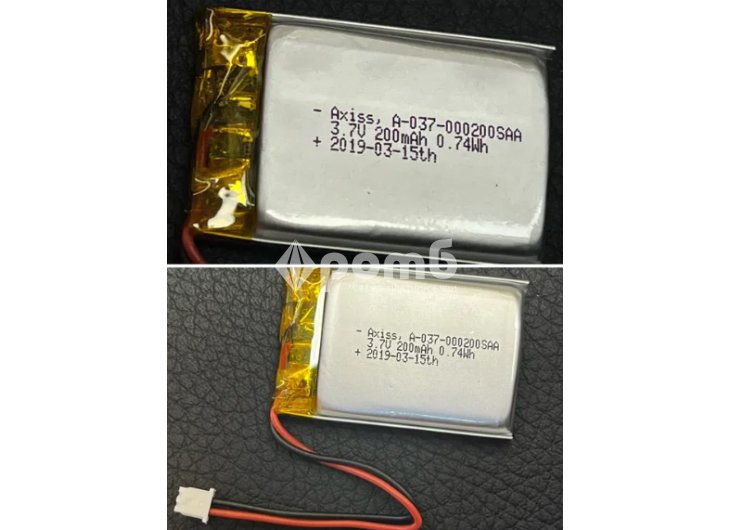 - Axiss, A-037-000200SAA
3.7V 200mAh 0.74Wh
+ 2019-03-15th
ромб
- Axiss, A-037-000200SAA
3.7V 200mAh 0.74Wh
+ 2019-03-15th